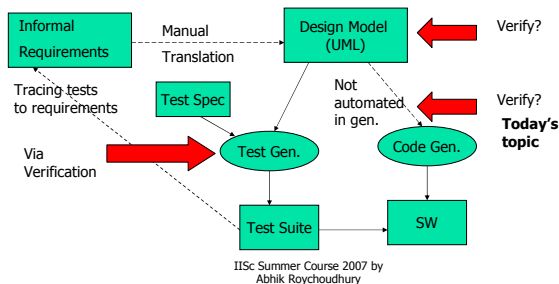 Informal
Requirements
Manual
Translation
Design Model
(UML)
Verify?
Tracing tests
to requirements
Test Spec
Not
automated
in gen.
Verify?
Today's
topic
Via
Verification
Test Gen.
Code Gen.
Test Suite
SW
IISc Summer Course 2007 by
Abhik Roychoudhury